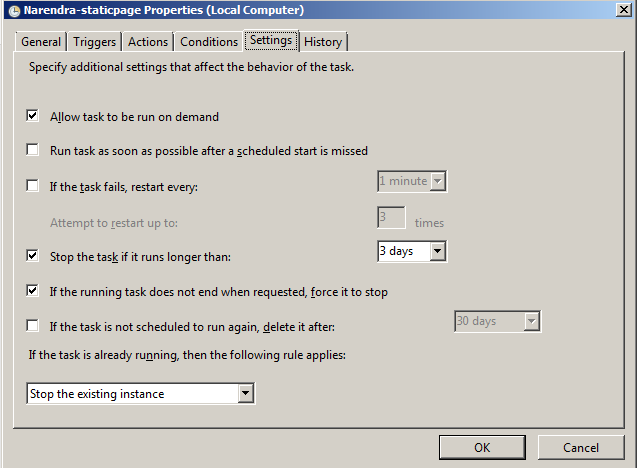 Narendra-staticpage Properties (Local Computer)
General Triggers Actions Conditions Settings History
Specify additional settings that affect the behavior of the task.
Allow task to be run on demand
Run task as soon as possible after a scheduled start is missed
If the task fails, restart every: 1 minute
Attempt to restart up to: 3 times
Stop the task if it runs longer than: 3 days
If the running task does not end when requested, force it to stop
If the task is not scheduled to run again, delete it after: 30 days
If the task is already running, then the following rule applies:
Stop the existing instance
OK Cancel